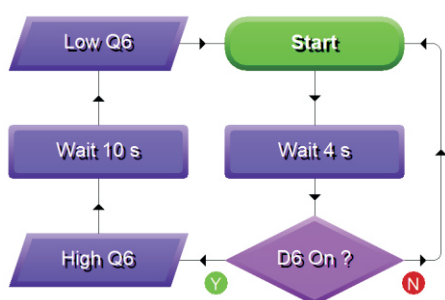 Low Q6
Start
Wait 10 s
Wait 4 s
High Q6
D6 On ?
Y
N